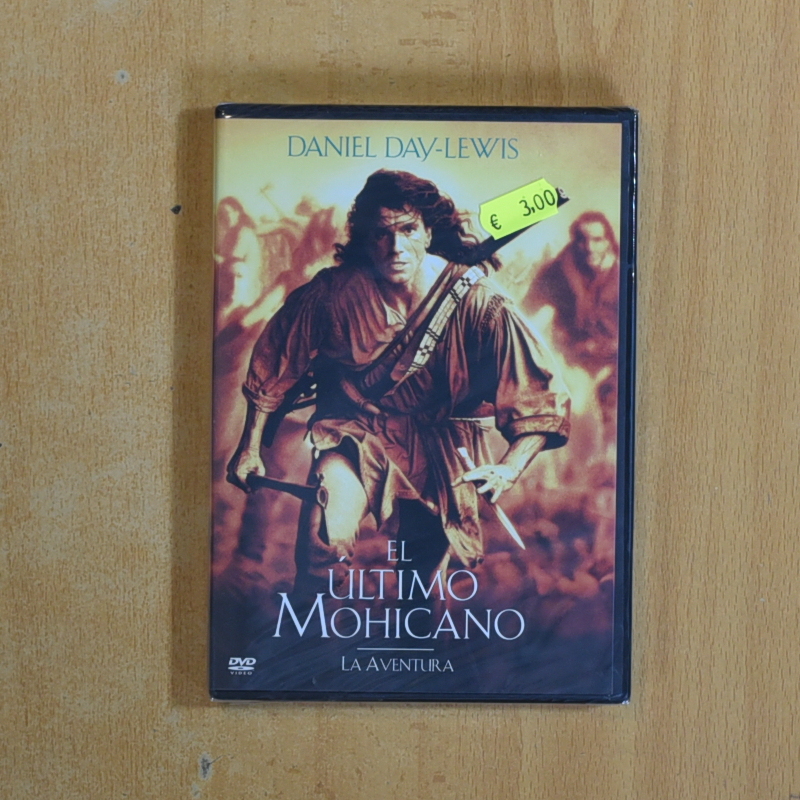 DANIEL DAY-LEWIS
€ 3,00
EL
ÚLTIMO
MOHICANO
LA AVENTURA
DVD
VIDEO